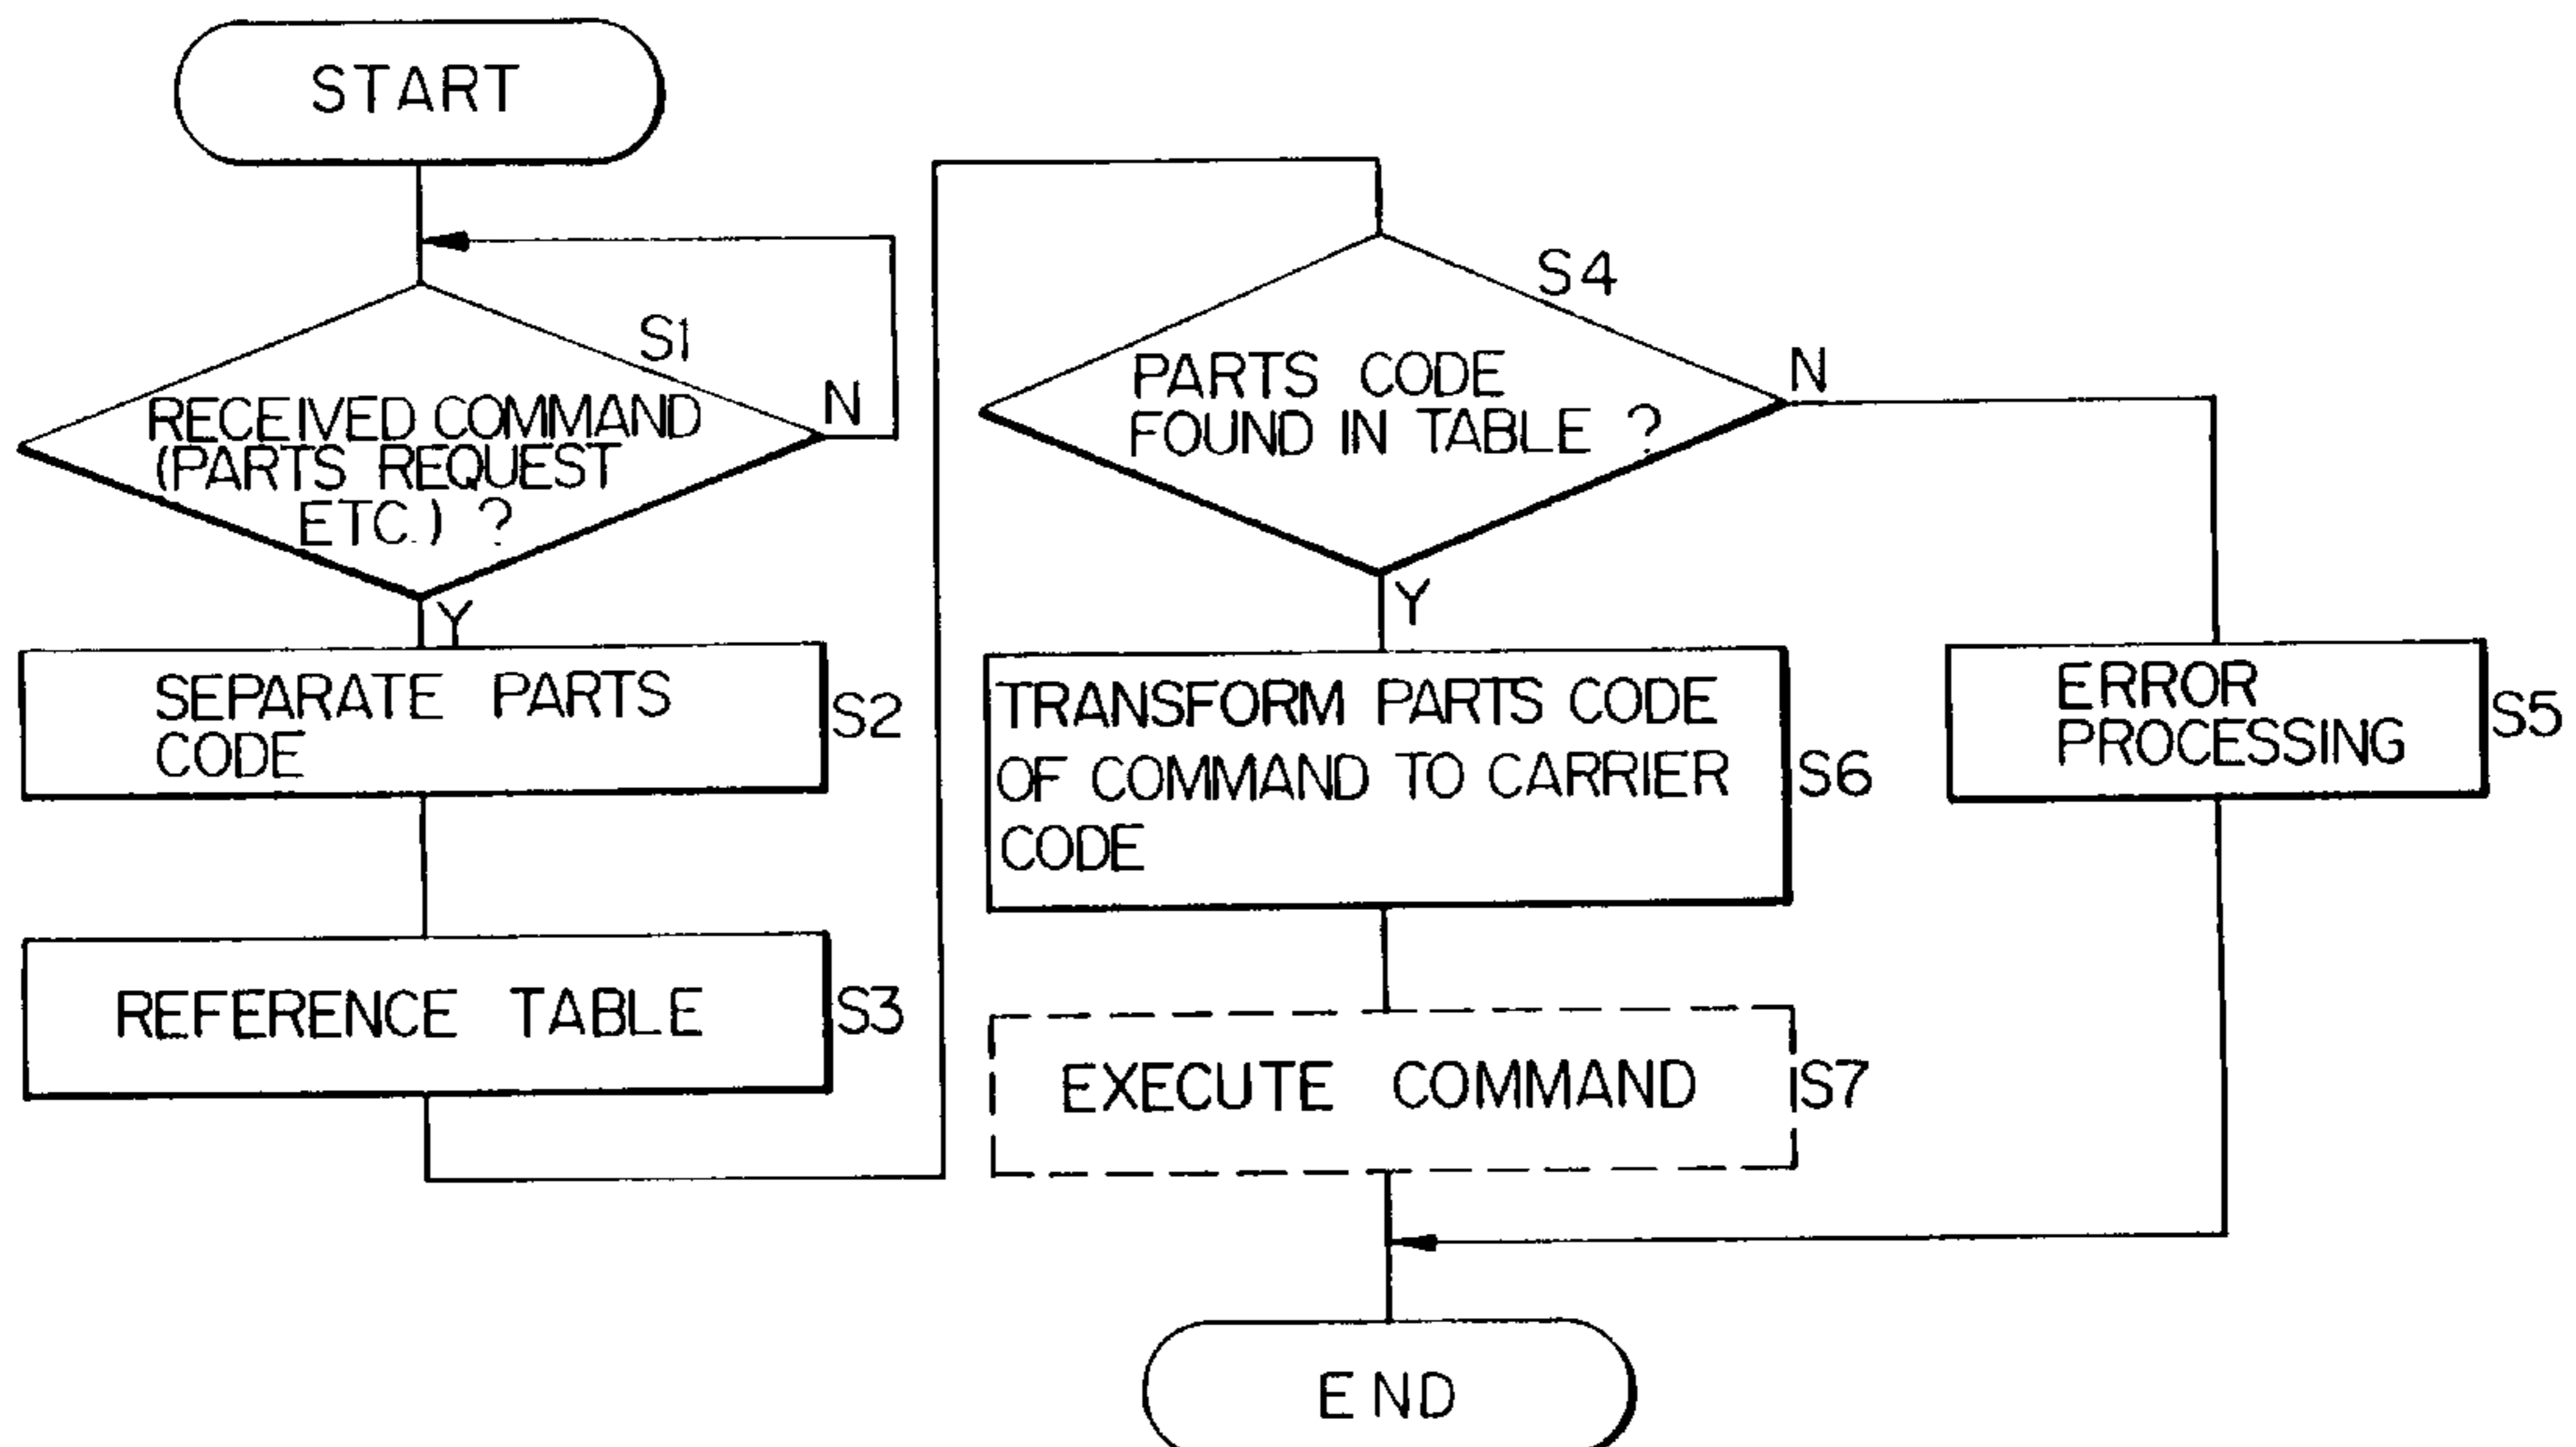 START
S1
RECEIVED COMMAND
(PARTS REQUEST
ETC.) ?
N
Y
SEPARATE PARTS
CODE
S2
REFERENCE TABLE
S3
S4
PARTS CODE
FOUND IN TABLE ?
N
Y
TRANSFORM PARTS CODE
OF COMMAND TO CARRIER
CODE
S6
ERROR
PROCESSING
S5
EXECUTE COMMAND
S7
END